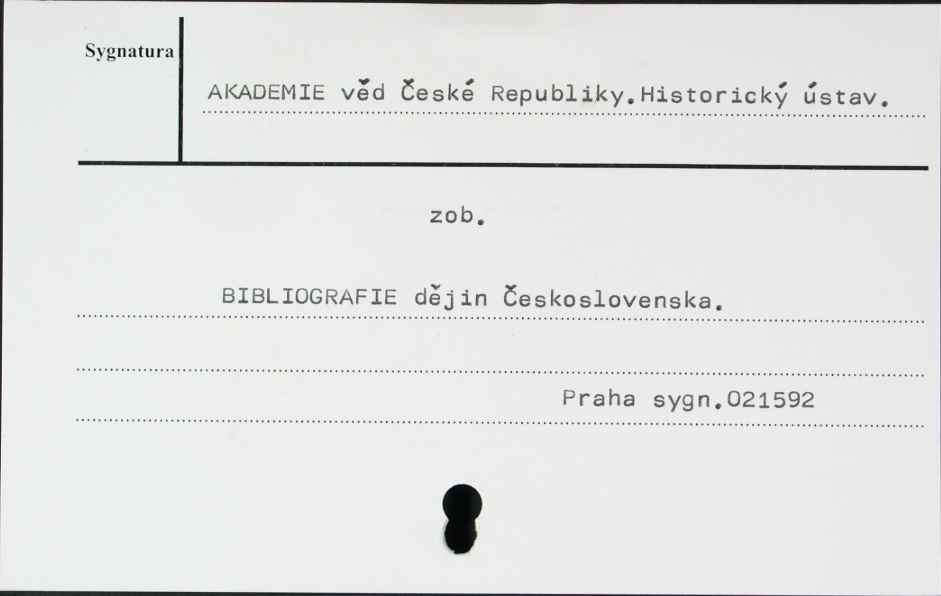 Sygnatura
AKADEMIE věd České Republiky.Historický ústav.
zob.
BIBLIOGRAFIE dějin Československa.
Praha sygn.021592